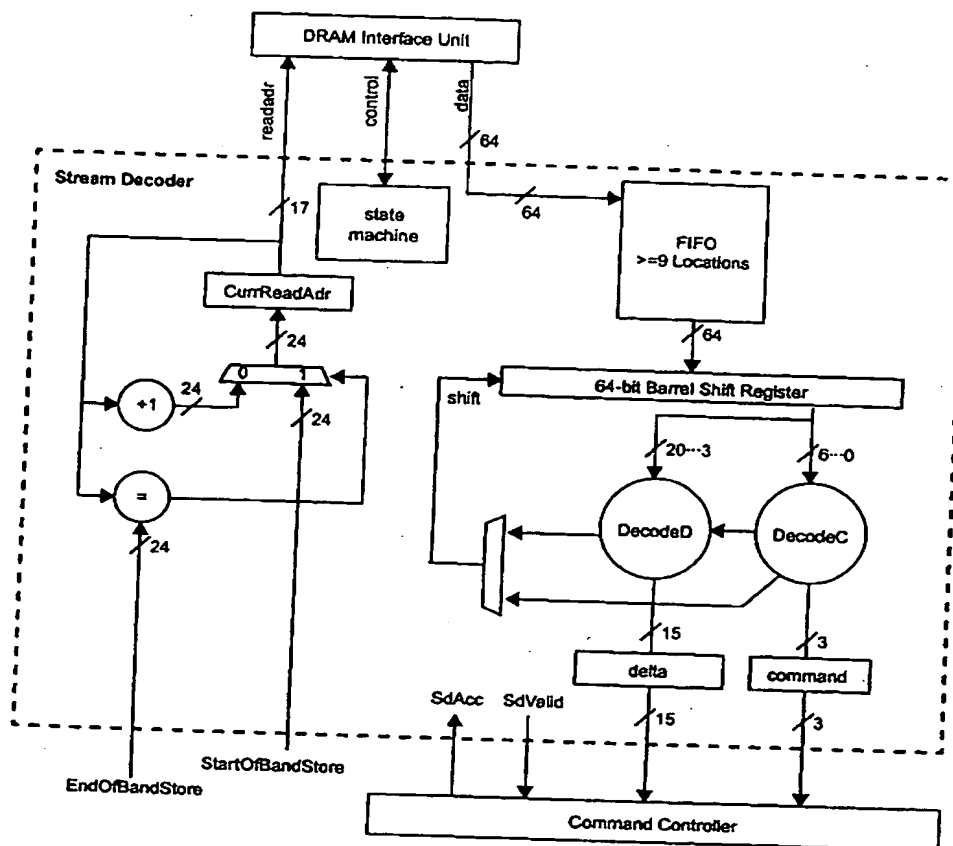 DRAM Interface Unit
readadr
control
data
64
Stream Decoder
17
state
machine
64
FIFO
>=9 Locations
CurrReadAdr
64
24
0 1
64-bit Barrel Shift Register
shift
24
+1
24
20···3
6···0
=
DecodeD
DecodeC
24
15
3
delta
command
SdAcc
SdValid
15
3
StartOfBandStore
EndOfBandStore
Command Controller